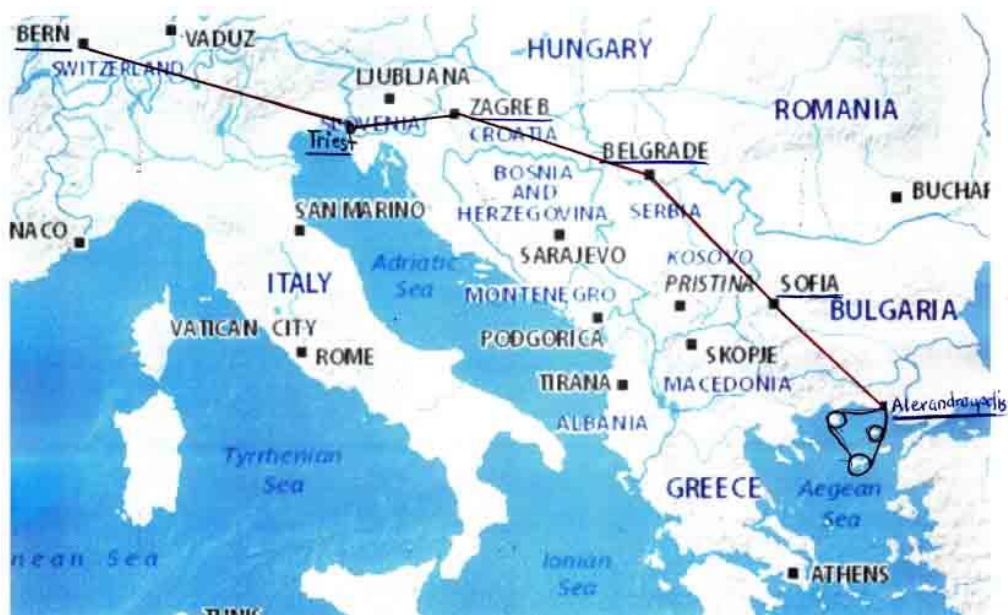 BERN
VADUZ
SWITZERLAND
HUNGARY
LJUBLJANA
SLOVENIA
Triest
ZAGREB
CROATIA
ROMANIA
BELGRADE
BOSNIA
AND
HERZEGOVINA
SERBIA
BUCHAR
SAN MARINO
NACO
SARAJEVO
KOSOVO
PRISTINA
Adriatic
Sea
ITALY
MONTENEGRO
SOFIA
BULGARIA
VATICAN CITY
ROME
PODGORICA
SKOPJE
TIRANA
MACEDONIA
ALBANIA
Alexandroupolis
Tyrrhenian
Sea
GREECE
Aegean
Sea
nean Sea
Ionian
Sea
ATHENS
TUNIS